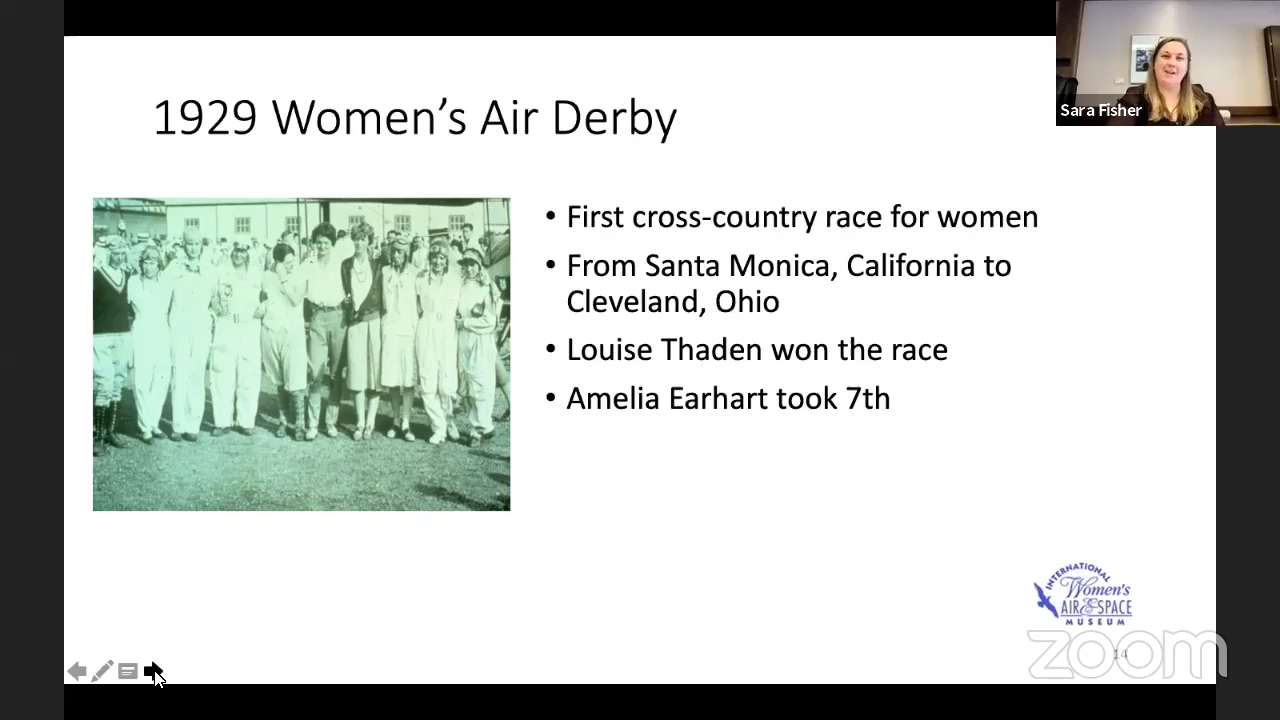 Sara Fisher
1929 Women’s Air Derby
• First cross-country race for women
• From Santa Monica, California to
Cleveland, Ohio
• Louise Thaden won the race
• Amelia Earhart took 7th
INTERNATIONAL
Women's
AIR & SPACE
MUSEUM
14
zoom